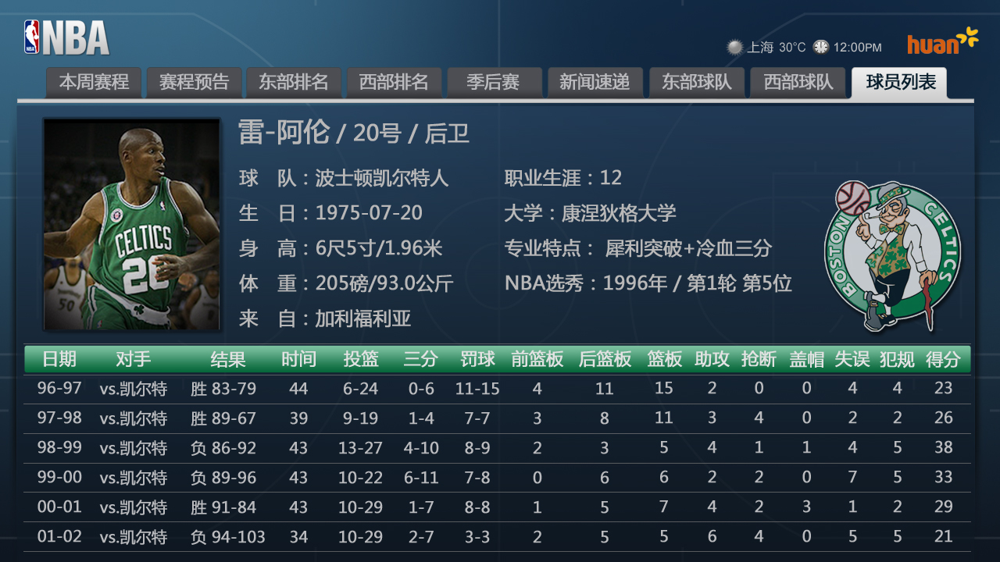 NBA
上海 30°C 12:00PM huan
本周赛程 赛程预告 东部排名 西部排名 季后赛 新闻速递 东部球队 西部球队 球员列表
雷-阿伦 / 20号 / 后卫
球 队：波士顿凯尔特人 职业生涯：12
生 日：1975-07-20 大学：康涅狄格大学
身 高：6尺5寸/1.96米 专业特点： 犀利突破+冷血三分
体 重：205磅/93.0公斤 NBA选秀：1996年 / 第1轮 第5位
来 自：加利福利亚
CELTICS
20
50
BOSTON CELTICS
日期 对手 结果 时间 投篮 三分 罚球 前篮板 后篮板 篮板 助攻 抢断 盖帽 失误 犯规 得分
96-97 vs.凯尔特 胜 83-79 44 6-24 0-6 11-15 4 11 15 2 0 0 4 4 23
97-98 vs.凯尔特 胜 89-67 39 9-19 1-4 7-7 3 8 11 3 4 0 2 2 26
98-99 vs.凯尔特 负 86-92 43 13-27 4-10 8-9 2 3 5 4 1 1 4 5 38
99-00 vs.凯尔特 负 89-96 43 10-22 6-11 7-8 0 6 6 2 2 0 7 5 33
00-01 vs.凯尔特 胜 91-84 43 10-29 1-7 8-8 1 5 7 4 2 3 1 2 29
01-02 vs.凯尔特 负 94-103 34 10-29 2-7 3-3 2 5 5 6 4 0 5 5 21